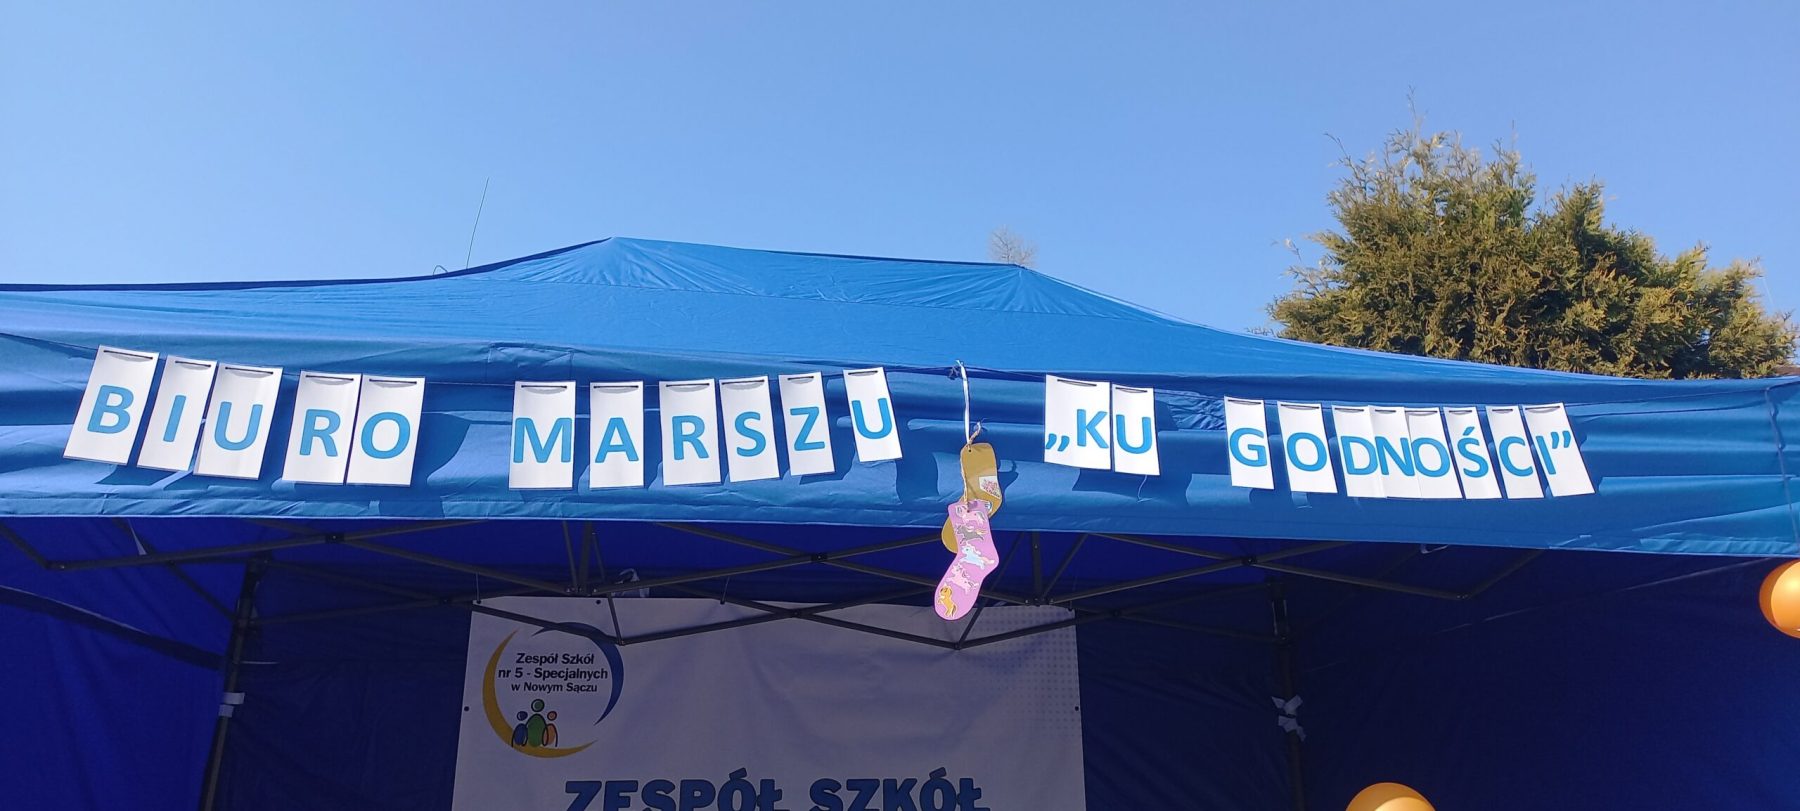 BIURO MARSZU „KU GODNOŚCI”
Zespół Szkół
nr 5 - Specjalnych
w Nowym Sączu
ZESPÓŁ SZKÓŁ